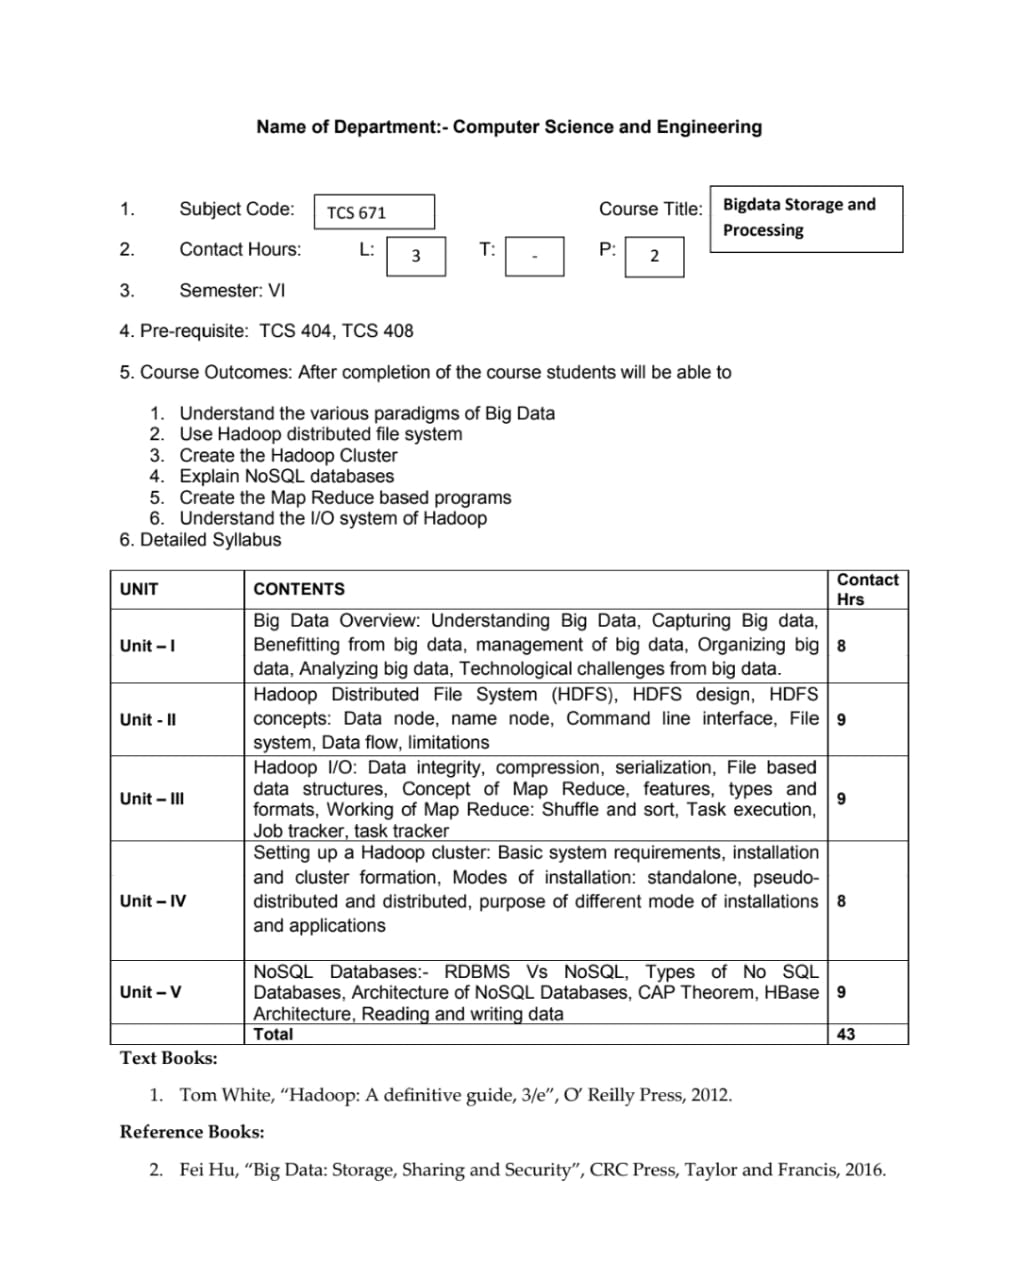 Name of Department:- Computer Science and Engineering
1. Subject Code: TCS 671 Course Title: Bigdata Storage and
Processing
2. Contact Hours: L: 3 T: - P: 2
3. Semester: VI
4. Pre-requisite: TCS 404, TCS 408
5. Course Outcomes: After completion of the course students will be able to
1. Understand the various paradigms of Big Data
2. Use Hadoop distributed file system
3. Create the Hadoop Cluster
4. Explain NoSQL databases
5. Create the Map Reduce based programs
6. Understand the I/O system of Hadoop
6. Detailed Syllabus
UNIT CONTENTS Contact
Hrs
Big Data Overview: Understanding Big Data, Capturing Big data,
Unit – I Benefitting from big data, management of big data, Organizing big 8
data, Analyzing big data, Technological challenges from big data.
Hadoop Distributed File System (HDFS), HDFS design, HDFS
Unit - II concepts: Data node, name node, Command line interface, File 9
system, Data flow, limitations
Hadoop I/O: Data integrity, compression, serialization, File based
data structures, Concept of Map Reduce, features, types and
Unit – III formats, Working of Map Reduce: Shuffle and sort, Task execution, 9
Job tracker, task tracker
Setting up a Hadoop cluster: Basic system requirements, installation
and cluster formation, Modes of installation: standalone, pseudo-
Unit – IV distributed and distributed, purpose of different mode of installations 8
and applications
NoSQL Databases:- RDBMS Vs NoSQL, Types of No SQL
Unit – V Databases, Architecture of NoSQL Databases, CAP Theorem, HBase 9
Architecture, Reading and writing data
Total 43
Text Books:
1. Tom White, “Hadoop: A definitive guide, 3/e”, O’ Reilly Press, 2012.
Reference Books:
2. Fei Hu, “Big Data: Storage, Sharing and Security”, CRC Press, Taylor and Francis, 2016.